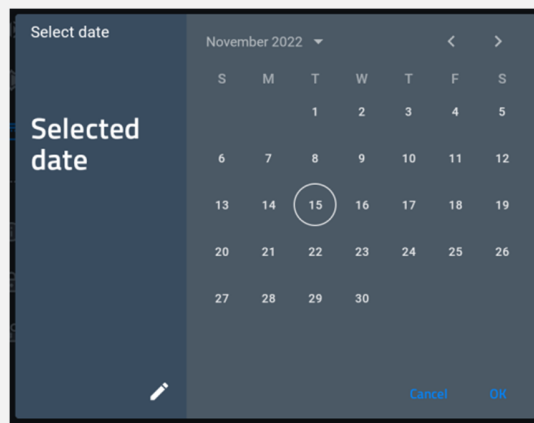 Select date
Selected
date
November 2022
S M T W T F S
1 2 3 4 5
6 7 8 9 10 11 12
13 14 15 16 17 18 19
20 21 22 23 24 25 26
27 28 29 30
Cancel OK